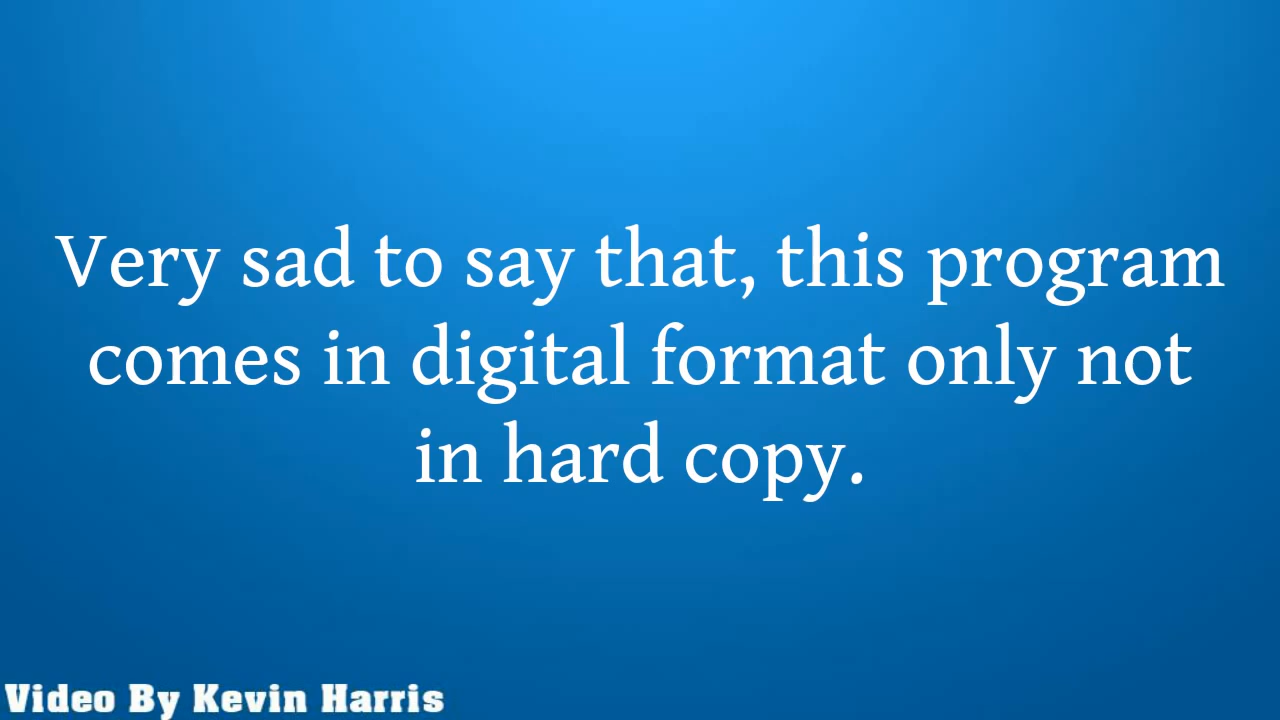 Very sad to say that, this program
comes in digital format only not
in hard copy.
Video By Kevin Harris